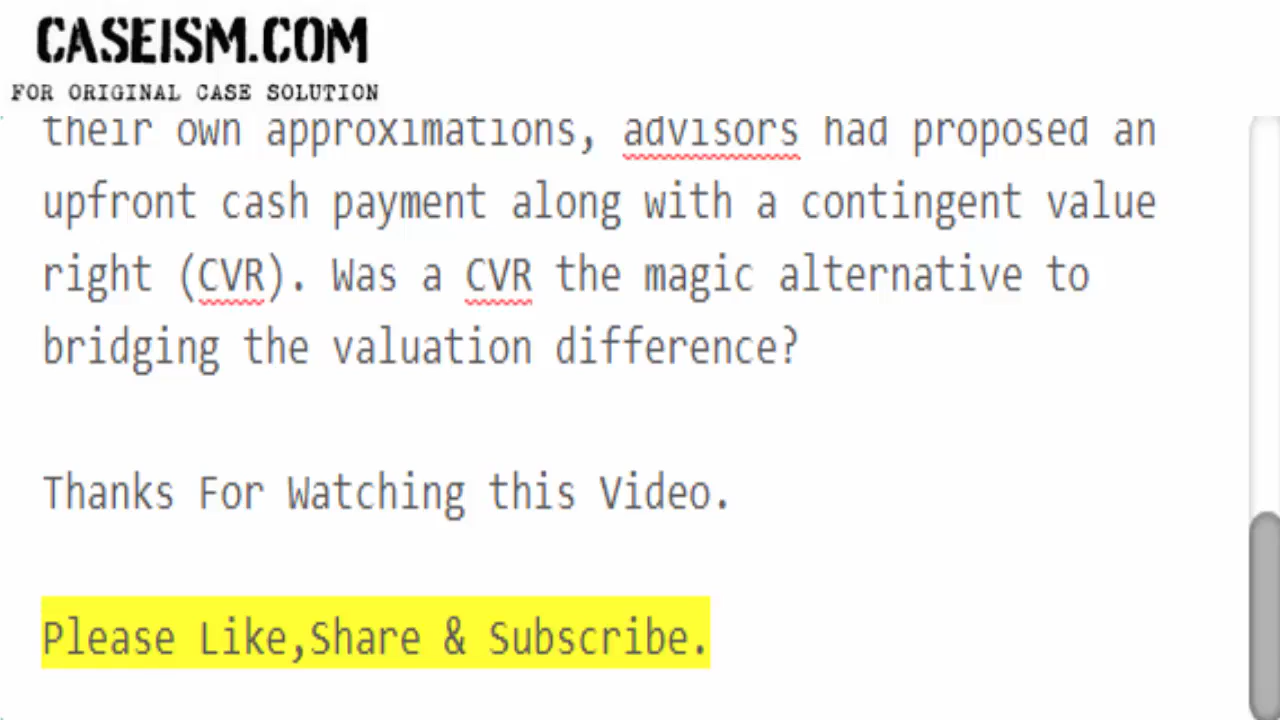 CASEISM.COM
FOR ORIGINAL CASE SOLUTION
their own approximations, advisors had proposed an
upfront cash payment along with a contingent value
right (CVR). Was a CVR the magic alternative to
bridging the valuation difference?
Thanks For Watching this Video.
Please Like,Share & Subscribe.